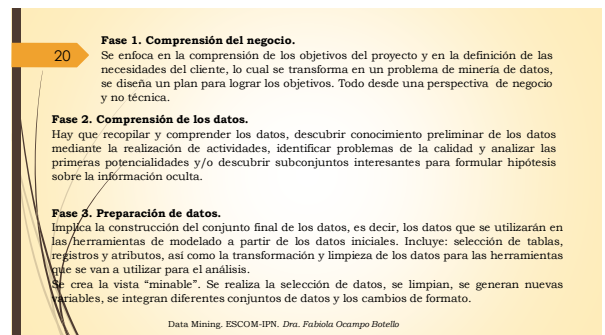 Fase 1. Comprensión del negocio.
20
Se enfoca en la comprensión de los objetivos del proyecto y en la definición de las
necesidades del cliente, lo cual se transforma en un problema de minería de datos,
se diseña un plan para lograr los objetivos. Todo desde una perspectiva de negocio
y no técnica.
Fase 2. Comprensión de los datos.
Hay que recopilar y comprender los datos, descubrir conocimiento preliminar de los datos
mediante la realización de actividades, identificar problemas de la calidad y analizar las
primeras potencialidades y/o descubrir subconjuntos interesantes para formular hipótesis
sobre la información oculta.
Fase 3. Preparación de datos.
Implica la construcción del conjunto final de los datos, es decir, los datos que se utilizarán en
las herramientas de modelado a partir de los datos iniciales. Incluye: selección de tablas,
registros y atributos, así como la transformación y limpieza de los datos para las herramientas
que se van a utilizar para el análisis.
Se crea la vista “minable”. Se realiza la selección de datos, se limpian, se generan nuevas
variables, se integran diferentes conjuntos de datos y los cambios de formato.
Data Mining. ESCOM-IPN. Dra. Fabiola Ocampo Botello